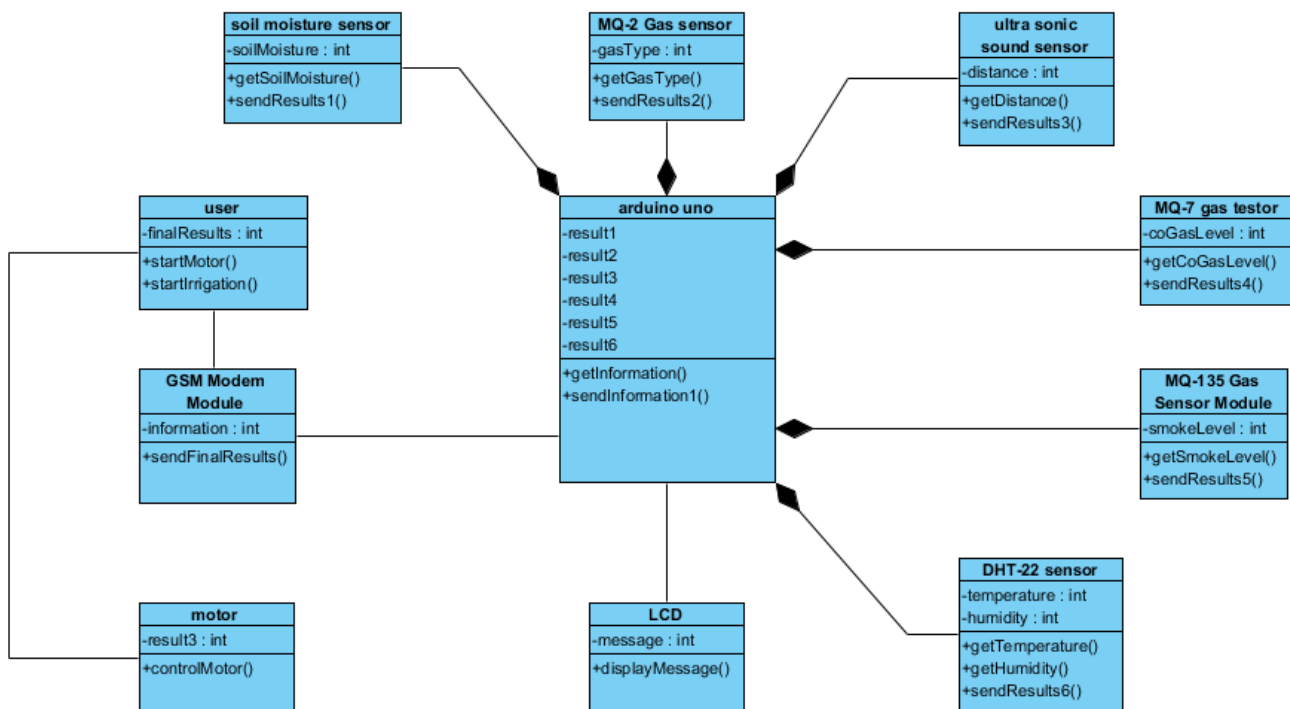 soil moisture sensor
-soilMoisture : int
+getSoilMoisture()
+sendResults1()
MQ-2 Gas sensor
-gasType : int
+getGasType()
+sendResults2()
ultra sonic
sound sensor
-distance : int
+getDistance()
+sendResults3()
user
-finalResults : int
+startMotor()
+startIrrigation()
arduino uno
-result1
-result2
-result3
-result4
-result5
-result6
+getInformation()
+sendInformation1()
MQ-7 gas testor
-coGasLevel : int
+getCoGasLevel()
+sendResults4()
GSM Modem
Module
-information : int
+sendFinalResults()
MQ-135 Gas
Sensor Module
-smokeLevel : int
+getSmokeLevel()
+sendResults5()
motor
-result3 : int
+controlMotor()
LCD
-message : int
+displayMessage()
DHT-22 sensor
-temperature : int
-humidity : int
+getTemperature()
+getHumidity()
+sendResults6()